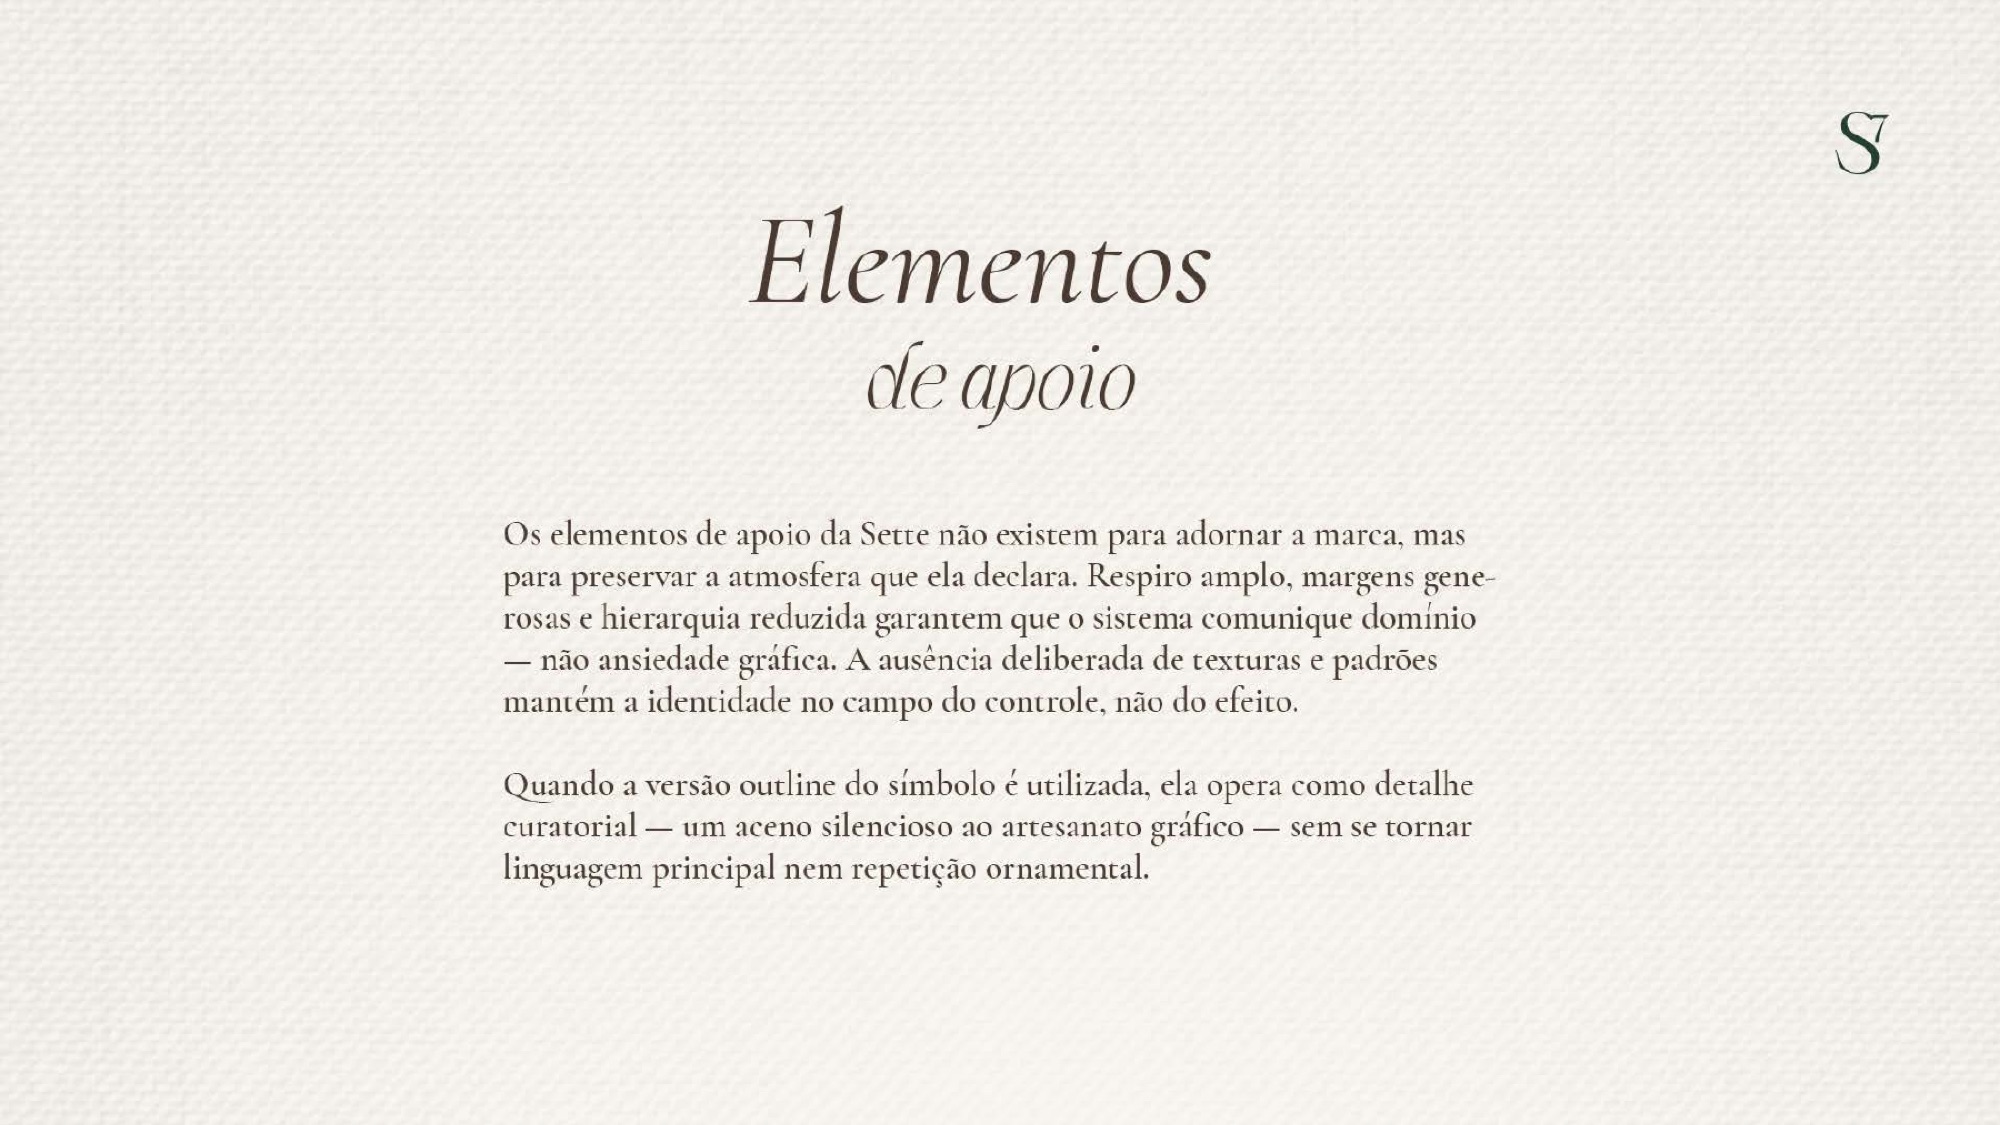 S7
Elementos
de apoio
Os elementos de apoio da Sette não existem para adornar a marca, mas
para preservar a atmosfera que ela declara. Respiro amplo, margens gene-
rosas e hierarquia reduzida garantem que o sistema comunique domínio
— não ansiedade gráfica. A ausência deliberada de texturas e padrões
mantém a identidade no campo do controle, não do efeito.
Quando a versão outline do símbolo é utilizada, ela opera como detalhe
curatorial — um aceno silencioso ao artesanato gráfico — sem se tornar
linguagem principal nem repetição ornamental.